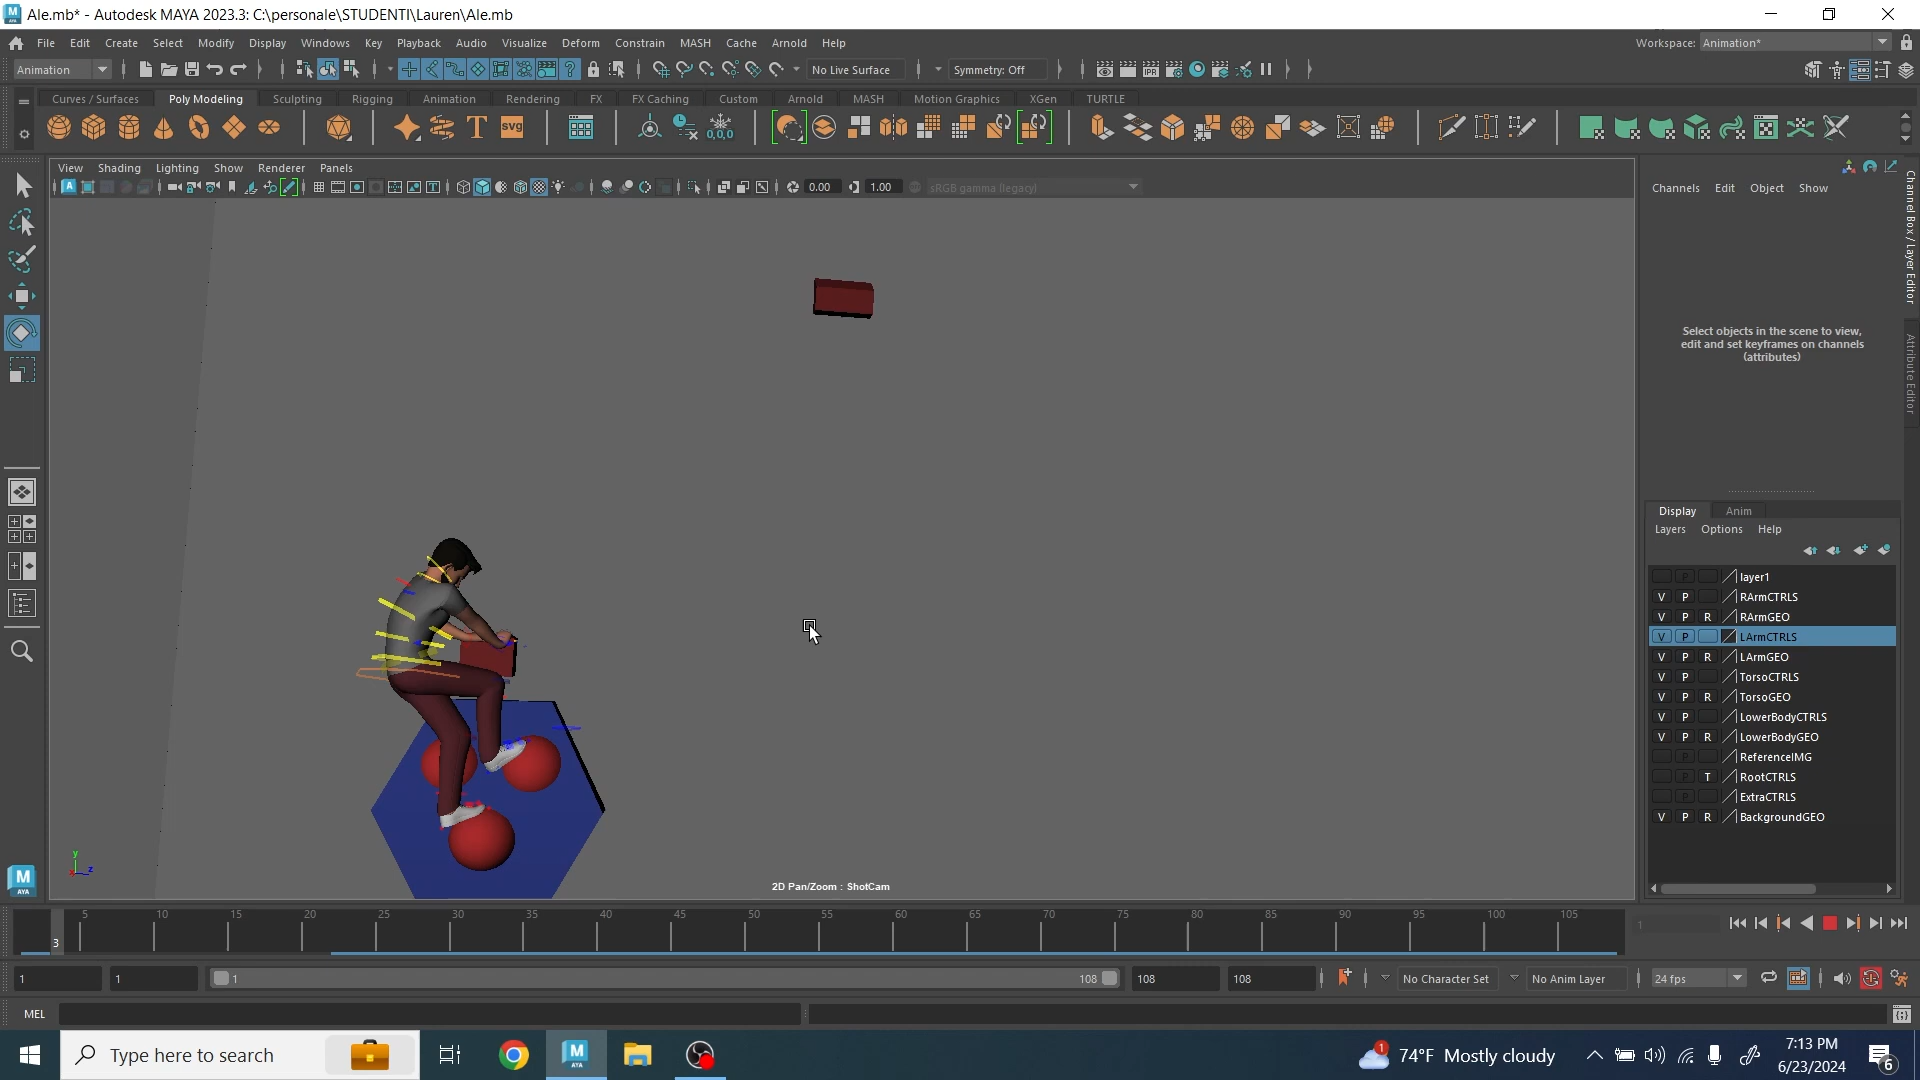 Ale.mb* - Autodesk MAYA 2023.3: C:\personale\STUDENTI\Lauren\Ale.mb
File Edit Create Select Modify Display Windows Key Playback Audio Visualize Deform Constrain MASH Cache Arnold Help
Workspace: Animation*
Animation No Live Surface Symmetry: Off
Curves / Surfaces Poly Modeling Sculpting Rigging Animation Rendering FX FX Caching Custom Arnold MASH Motion Graphics XGen TURTLE
View Shading Lighting Show Renderer Panels
0.00 1.00 sRGB gamma (legacy)
Channels Edit Object Show
Channel Box / Layer Editor
Attribute Editor
Select objects in the scene to view,
edit and set keyframes on channels
(attributes)
Display Anim
Layers Options Help
P layer1
V P RArmCTRLS
V P R RArmGEO
V P LArmCTRLS
V P R LArmGEO
V P TorsoCTRLS
V P R TorsoGEO
V P LowerBodyCTRLS
V P R LowerBodyGEO
P ReferenceIMG
P T RootCTRLS
P ExtraCTRLS
V P R BackgroundGEO
2D Pan/Zoom : ShotCam
5 10 15 20 25 30 35 40 45 50 55 60 65 70 75 80 85 90 95 100 105
3
1
1 1 1 108 108 108 No Character Set No Anim Layer 24 fps
MEL
Type here to search
74°F Mostly cloudy
7:13 PM
6/23/2024
6